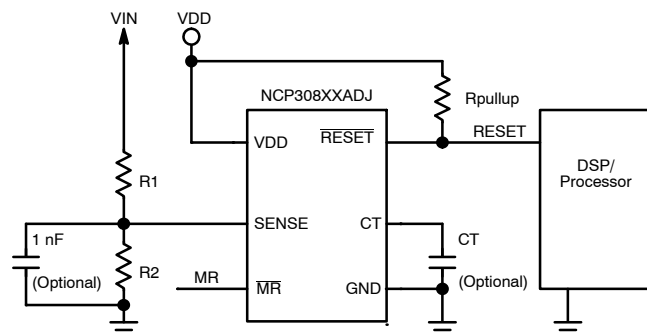 VIN
VDD
NCP308XXADJ
Rpullup
VDD
RESET
RESET
DSP/
Processor
R1
SENSE
CT
CT
1 nF
(Optional)
R2
MR
MR
GND
(Optional)